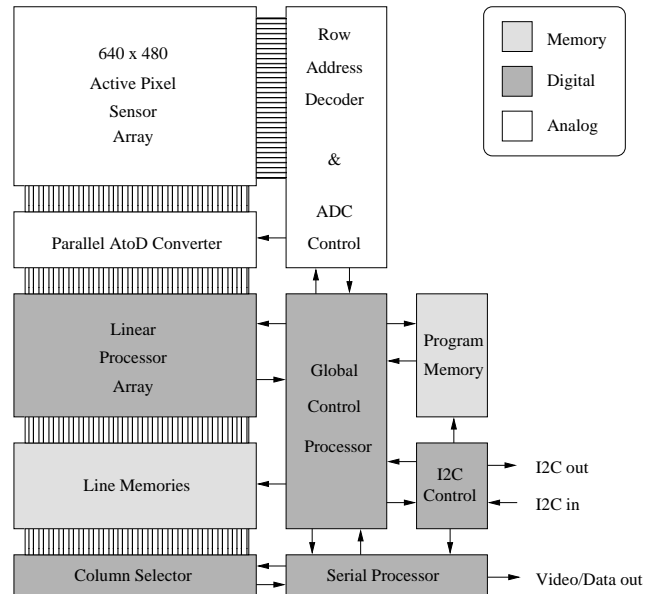 640 x 480
Active Pixel
Sensor
Array
Row
Address
Decoder
&
ADC
Control
Memory
Digital
Analog
Parallel AtoD Converter
Linear
Processor
Array
Global
Control
Processor
Program
Memory
Line Memories
I2C
Control
I2C out
I2C in
Column Selector
Serial Processor
Video/Data out